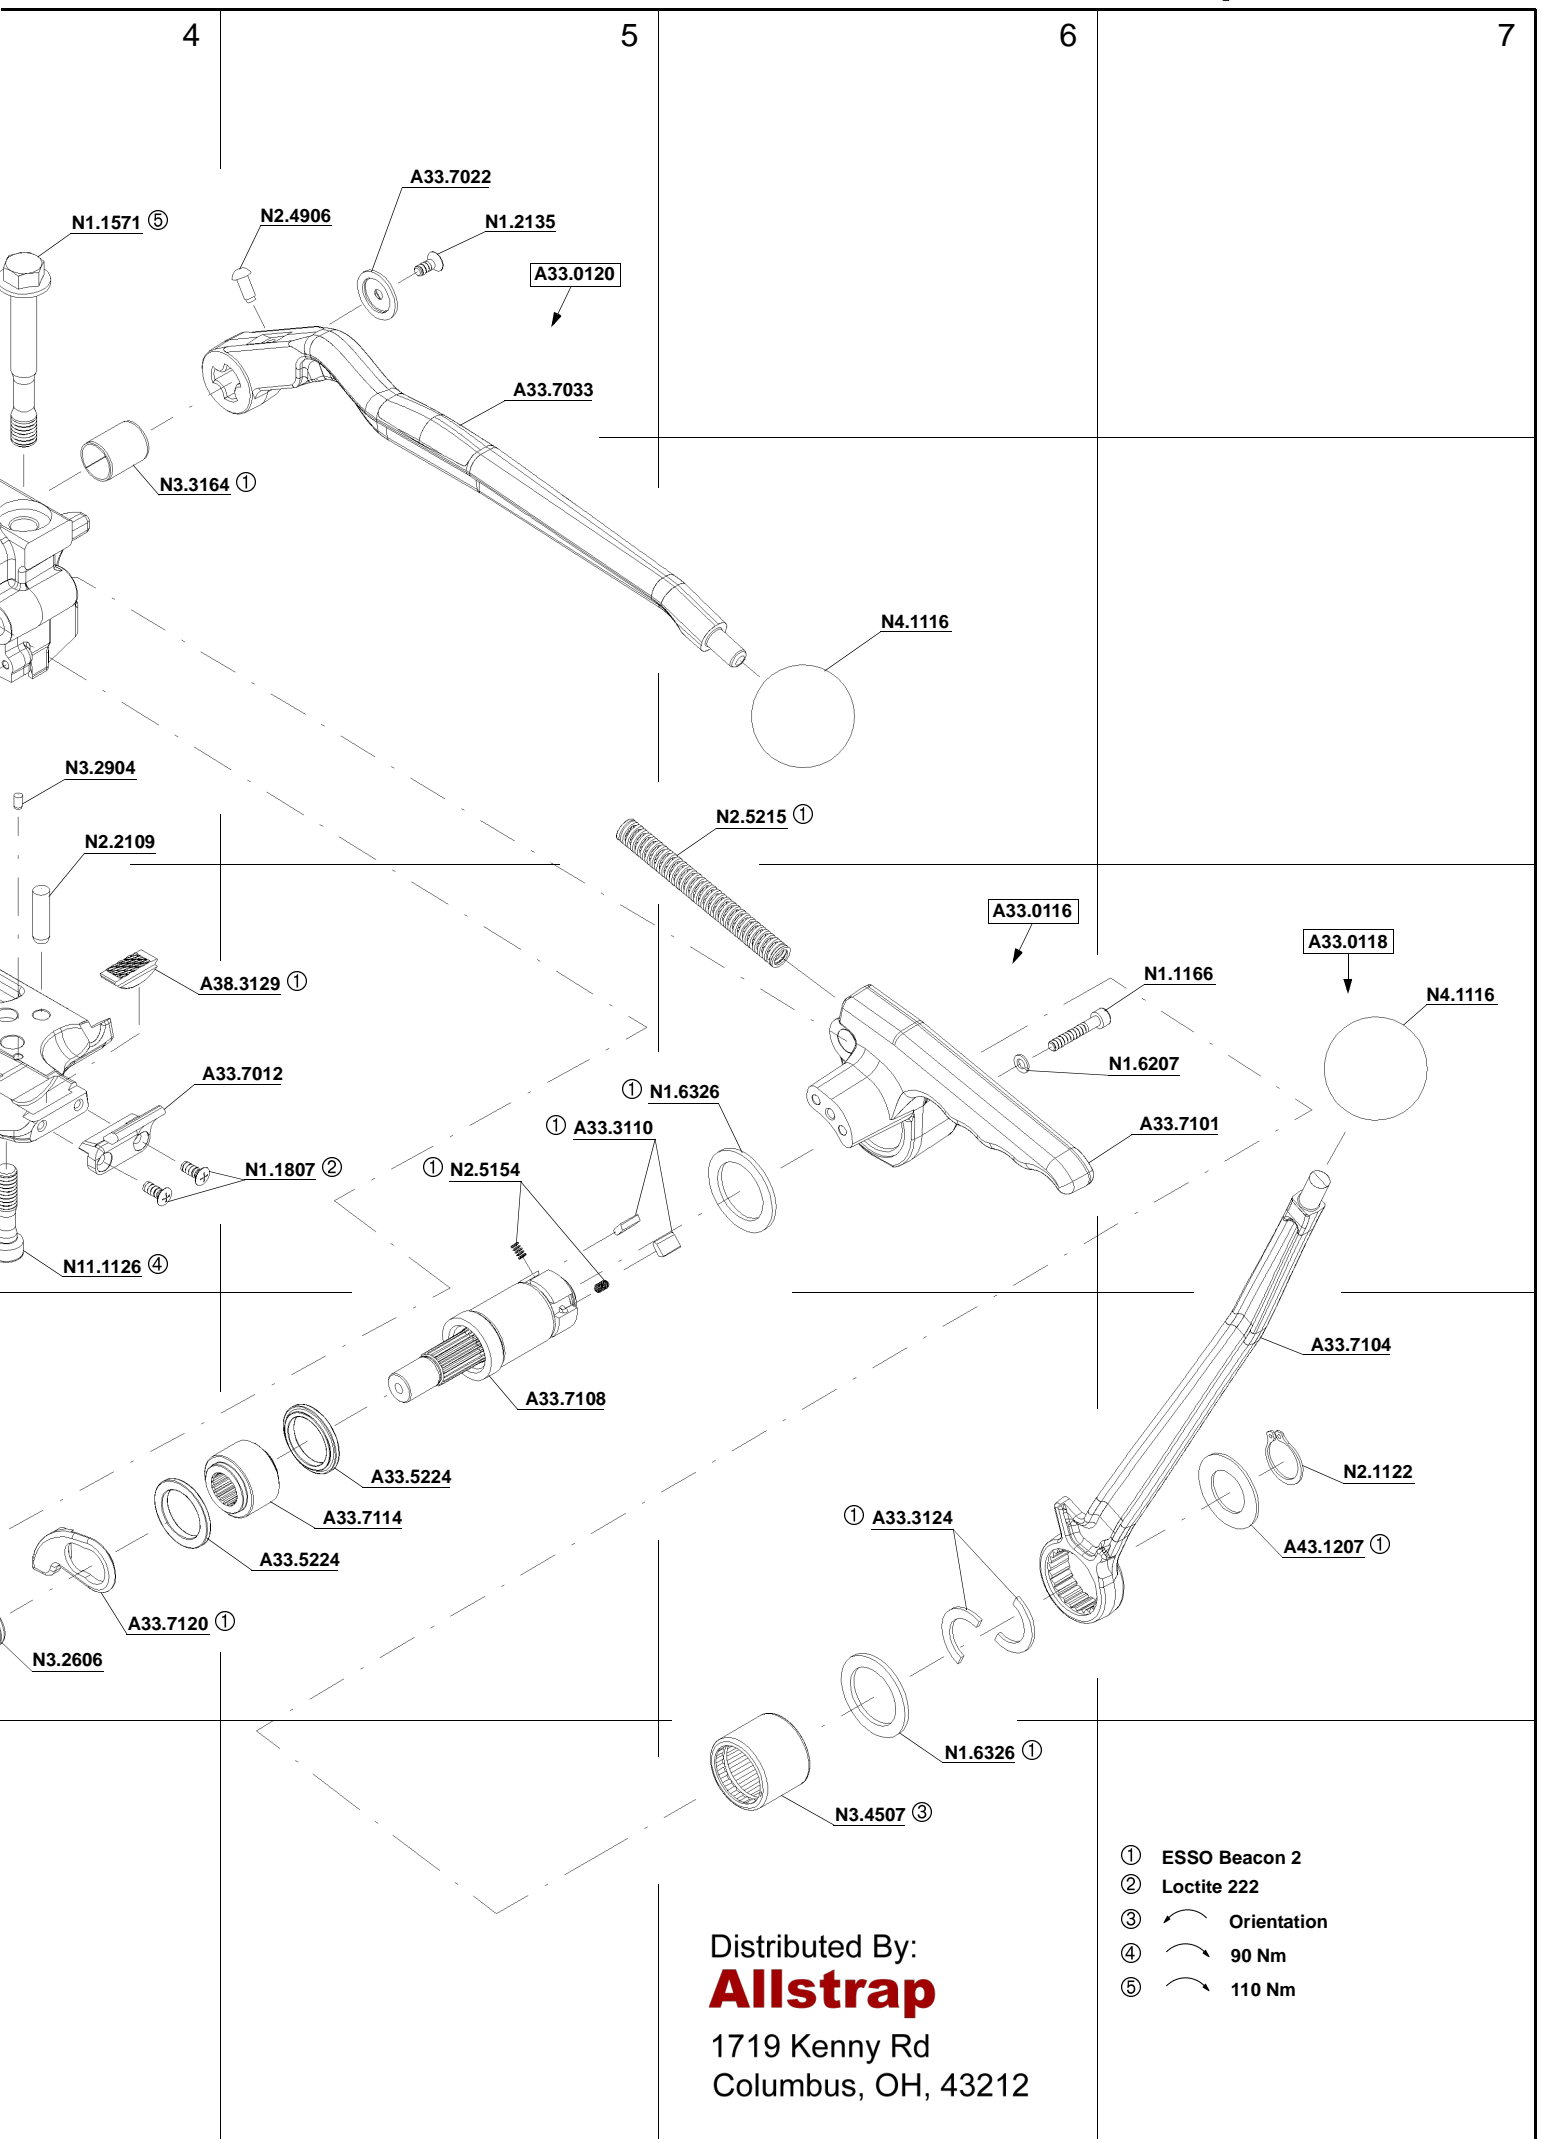 4
5
6
7
A33.7022
N2.4906
N1.1571 ⑤
N1.2135
A33.0120
A33.7033
N3.3164 ①
N4.1116
N3.2904
N2.5215 ①
N2.2109
A33.0116
A33.0118
N1.1166
A38.3129 ①
N4.1116
N1.6207
A33.7012
① N1.6326
A33.7101
① A33.3110
① N2.5154
N1.1807 ②
N11.1126 ④
A33.7104
A33.7108
A33.5224
N2.1122
A33.7114
① A33.3124
A43.1207 ①
A33.5224
A33.7120 ①
N3.2606
N1.6326 ①
N3.4507 ③
① ESSO Beacon 2
② Loctite 222
③ Orientation
④ 90 Nm
⑤ 110 Nm
Distributed By:
Allstrap
1719 Kenny Rd
Columbus, OH, 43212